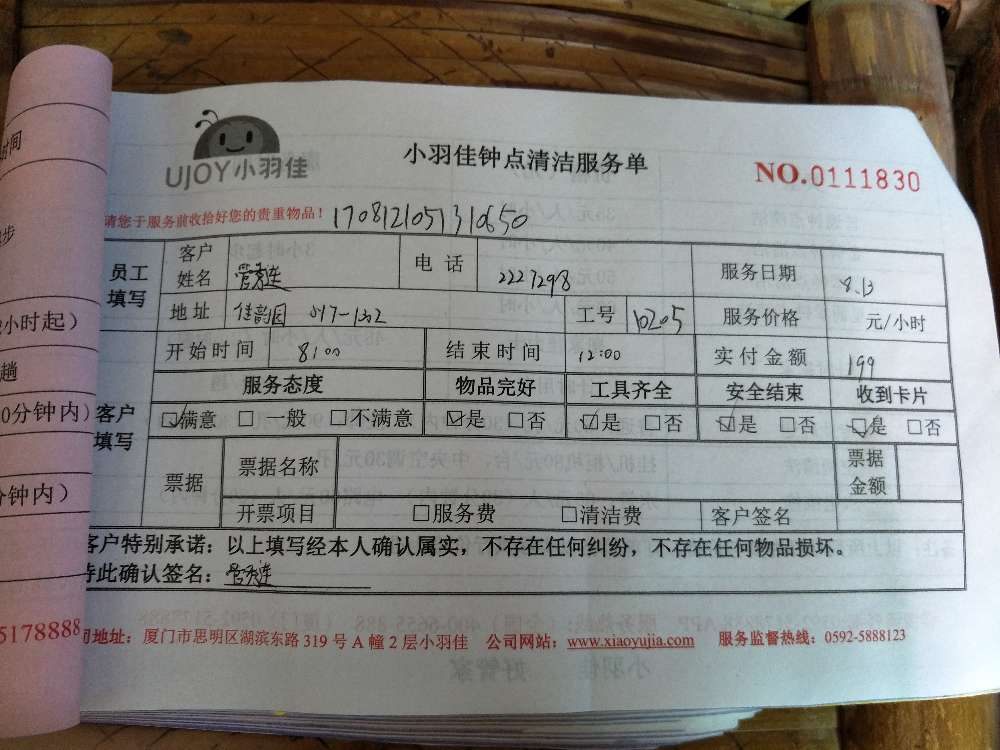 时间
小时起）
趟
0分钟内）
分钟内）
5178888
UJOY小羽佳
小羽佳钟点清洁服务单
NO.0111830
请您于服务前收拾好您的贵重物品！
1708121051310650
员工填写 客户姓名 管秀莲 电话 2227298 服务日期 8.13
地址 佳韵园 工号 10205 服务价格 元/小时
开始时间 8:00 结束时间 12:00 实付金额 199
服务态度 物品完好 工具齐全 安全结束 收到卡片
客户填写 ☑满意 □一般 □不满意 ☑是 □否 ☑是 □否 ☑是 □否 ☑是 □否
票据 票据名称 票据金额
开票项目 □服务费 □清洁费 客户签名
客户特别承诺：以上填写经本人确认属实，不存在任何纠纷，不存在任何物品损坏。
特此确认签名：管秀莲
司地址：厦门市思明区湖滨东路 319 号 A 幢 2 层小羽佳 公司网站：www.xiaoyujia.com 服务监督热线：0592-5888123